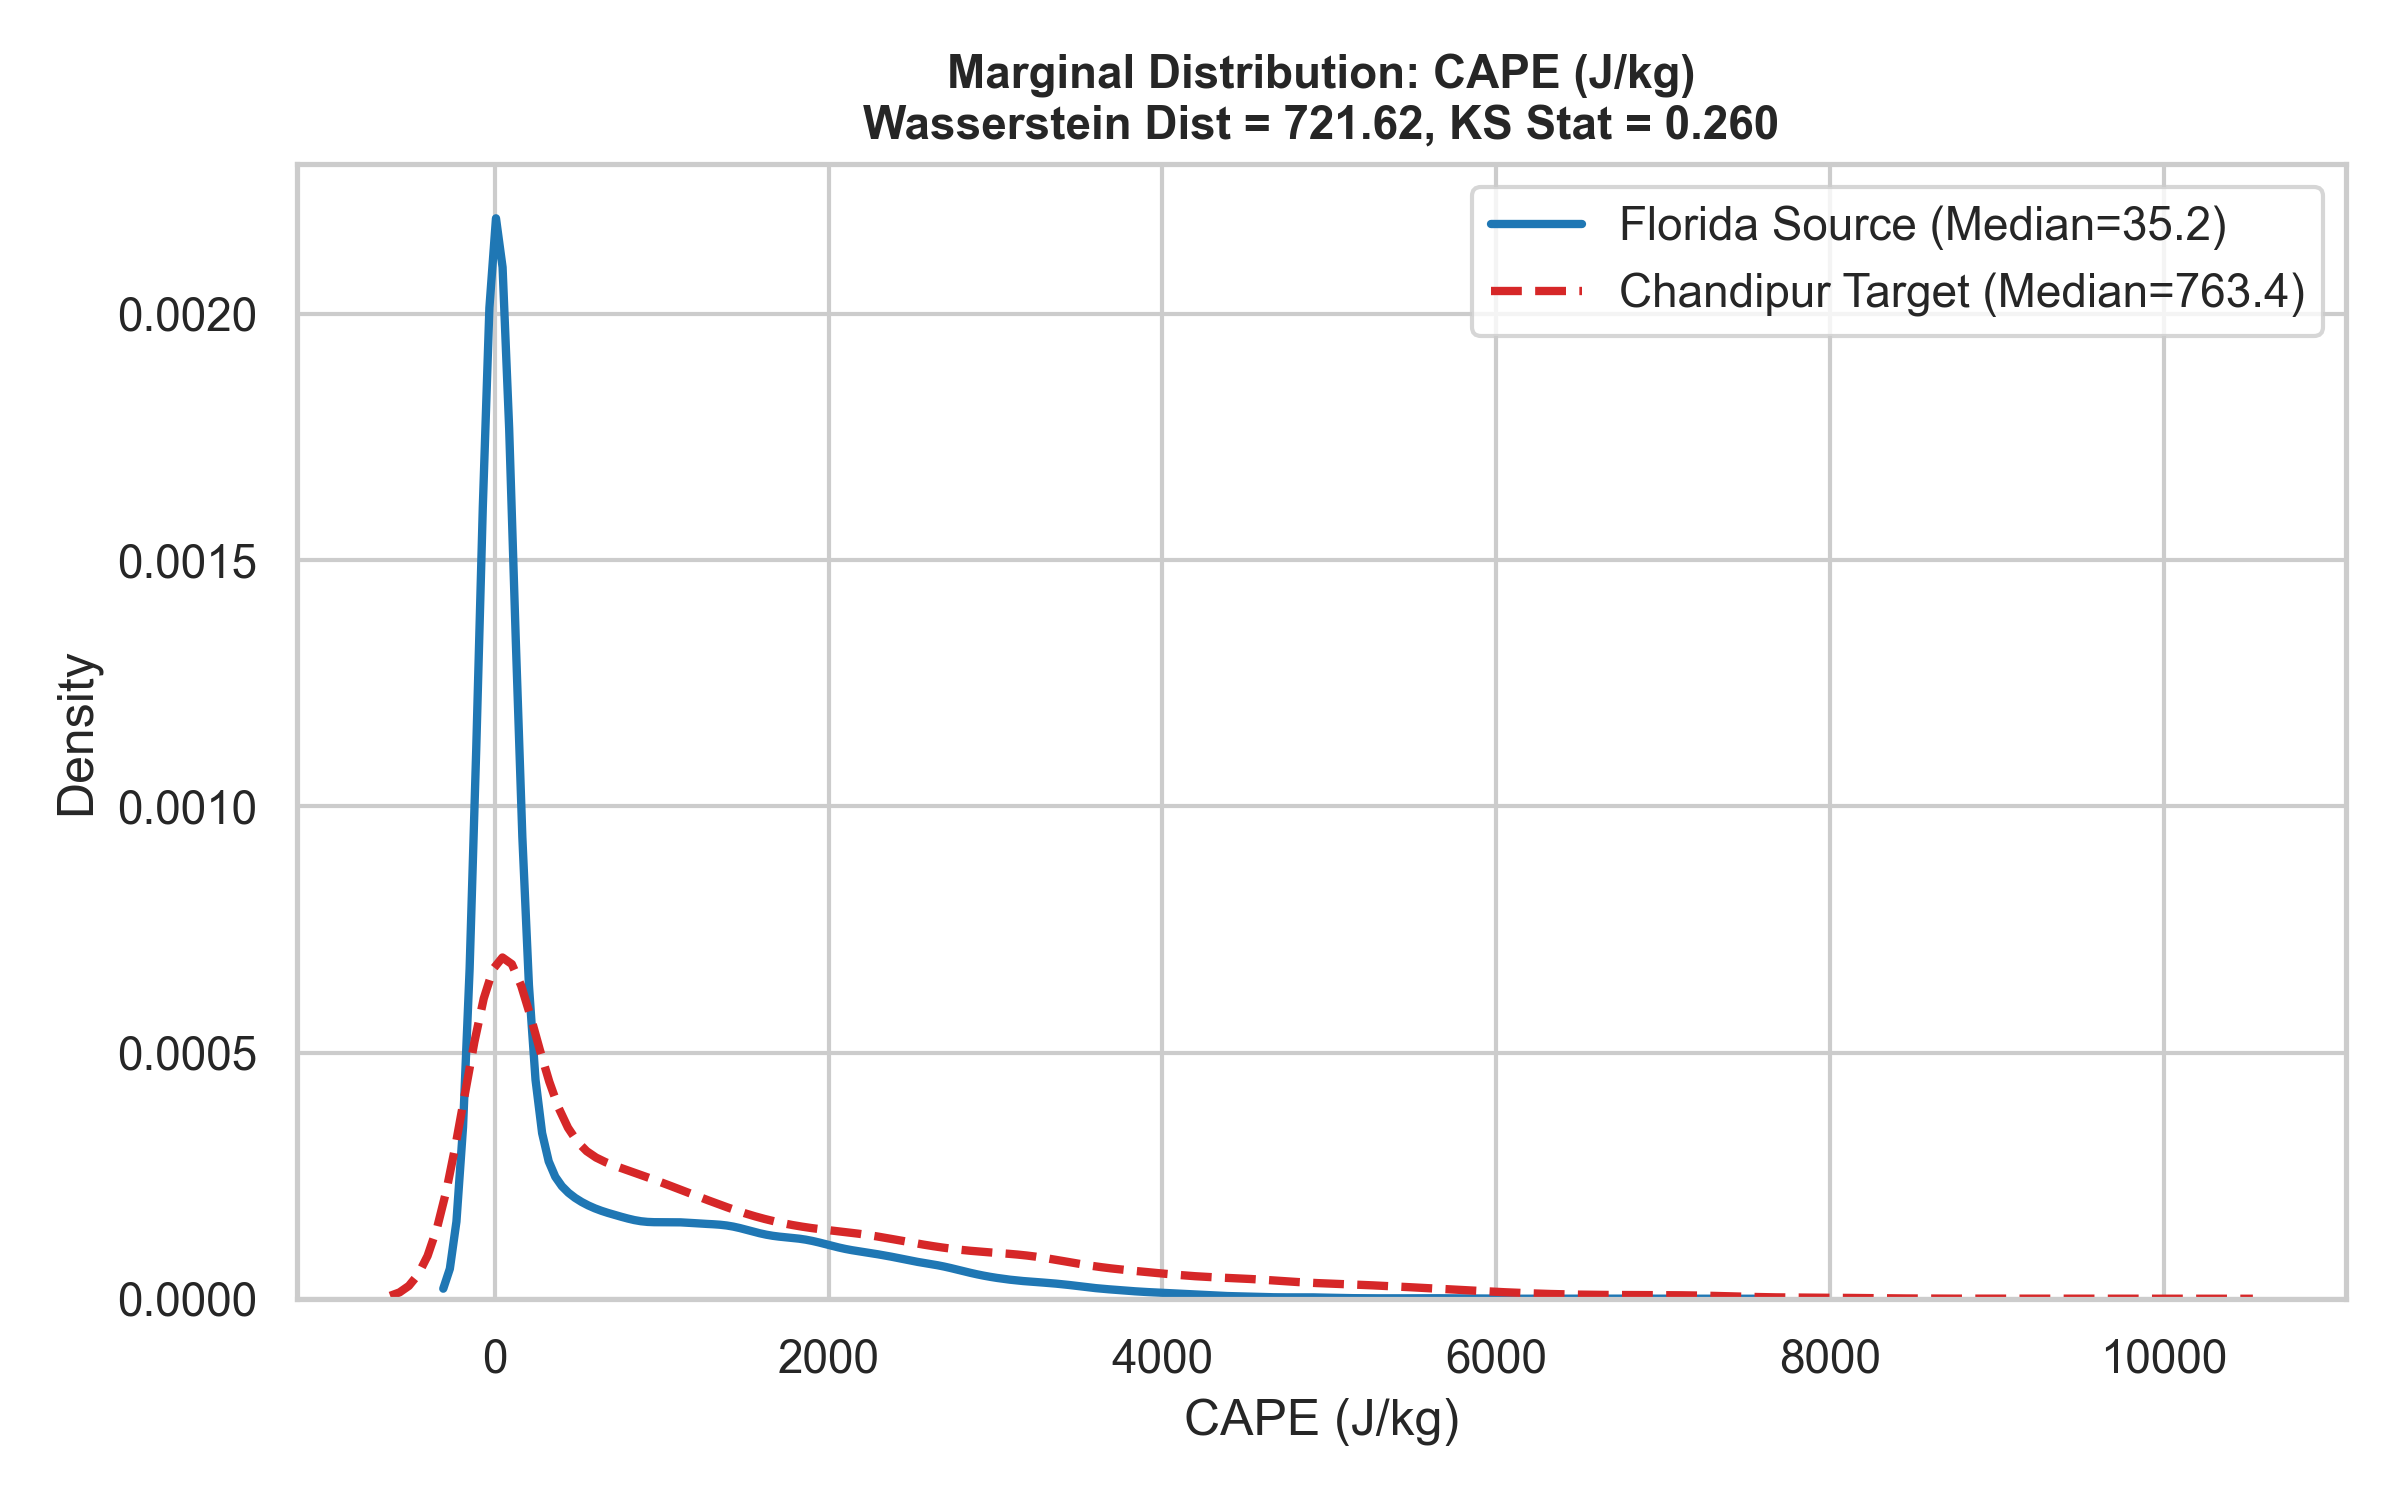 Marginal Distribution: CAPE (J/kg)
Wasserstein Dist = 721.62, KS Stat = 0.260
Florida Source (Median=35.2)
Chandipur Target (Median=763.4)
Density
0.0020
0.0015
0.0010
0.0005
0.0000
0 2000 4000 6000 8000 10000
CAPE (J/kg)